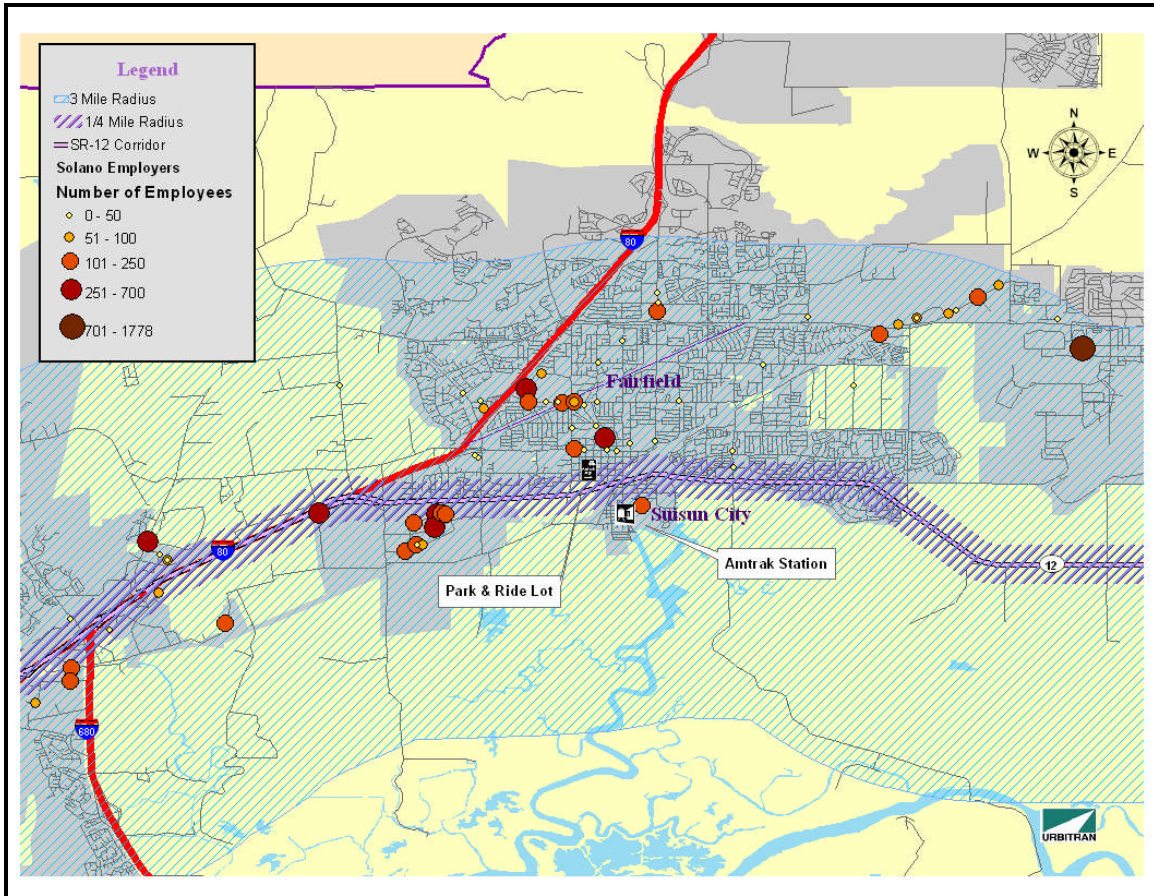 Legend
3 Mile Radius
1/4 Mile Radius
SR-12 Corridor
Solano Employers
Number of Employees
0 - 50
51 - 100
101 - 250
251 - 700
701 - 1778
N
W
E
S
80
Fairfield
80
Suisun City
Amtrak Station
12
Park & Ride Lot
680
URBITRAN